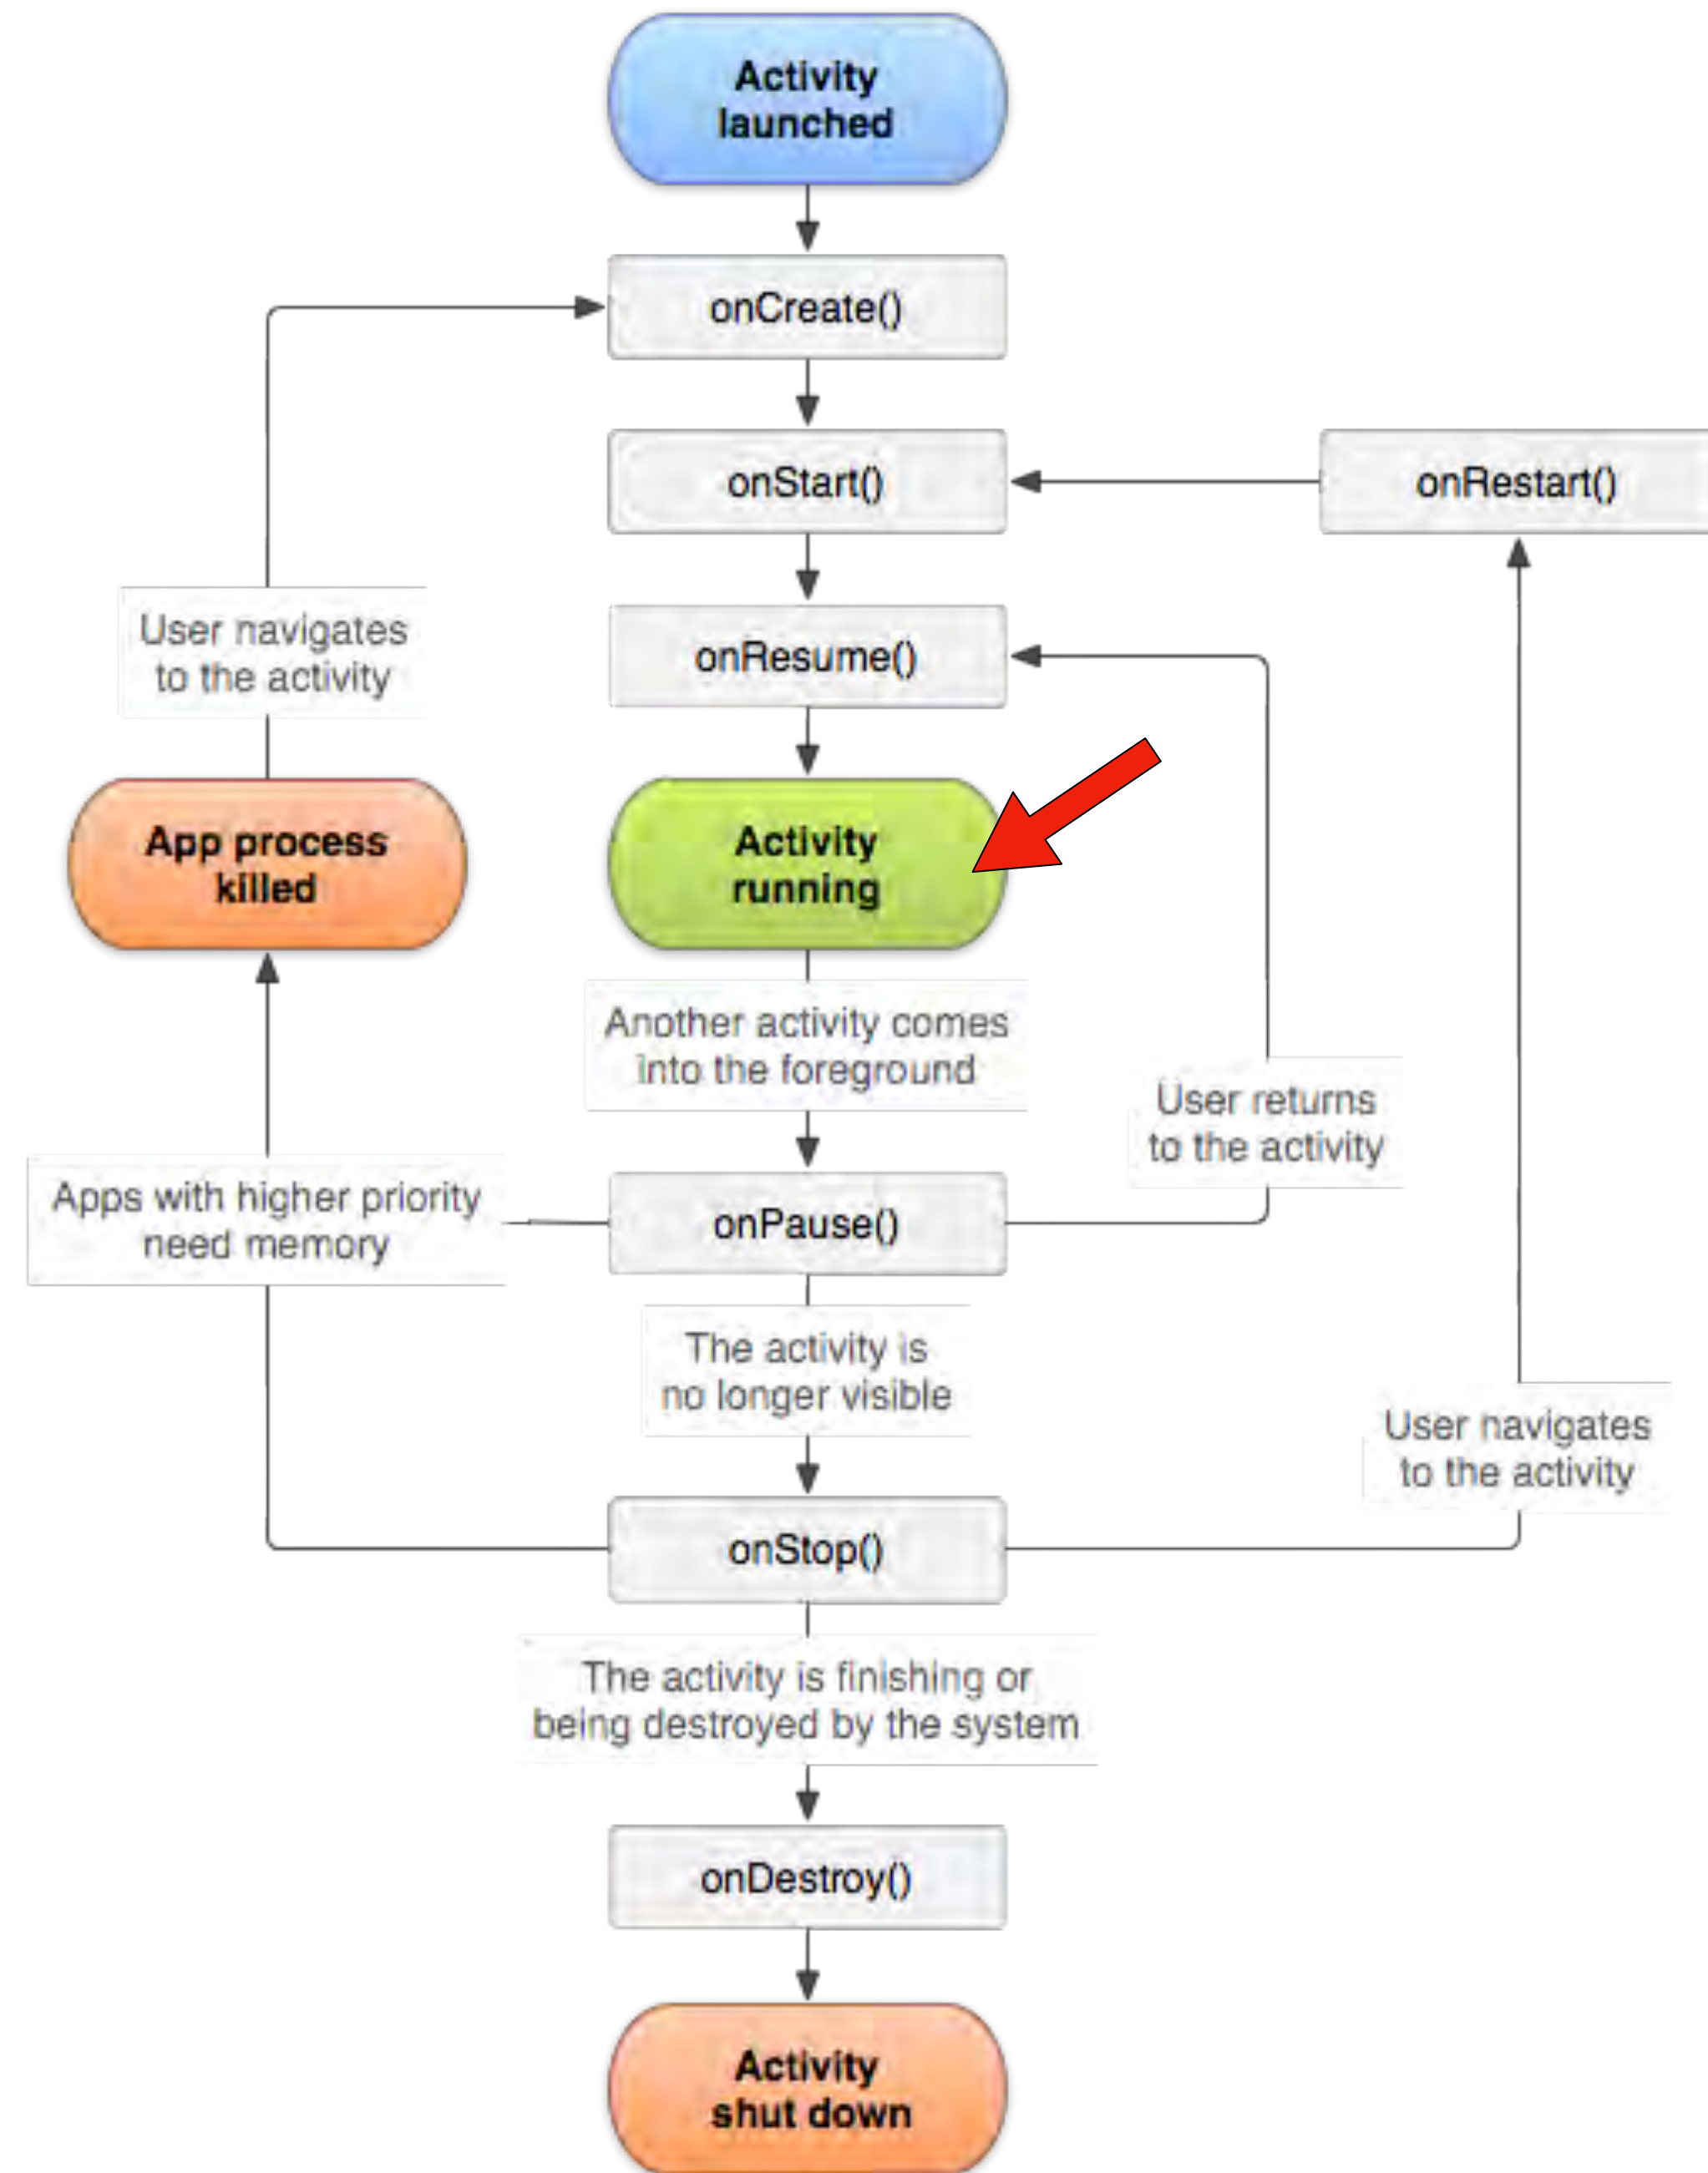 Activity
launched
onCreate()
onStart()
onRestart()
User navigates
to the activity
onResume()
App process
killed
Activity
running
Another activity comes
into the foreground
User returns
to the activity
Apps with higher priority
need memory
onPause()
The activity is
no longer visible
User navigates
to the activity
onStop()
The activity is finishing or
being destroyed by the system
onDestroy()
Activity
shut down